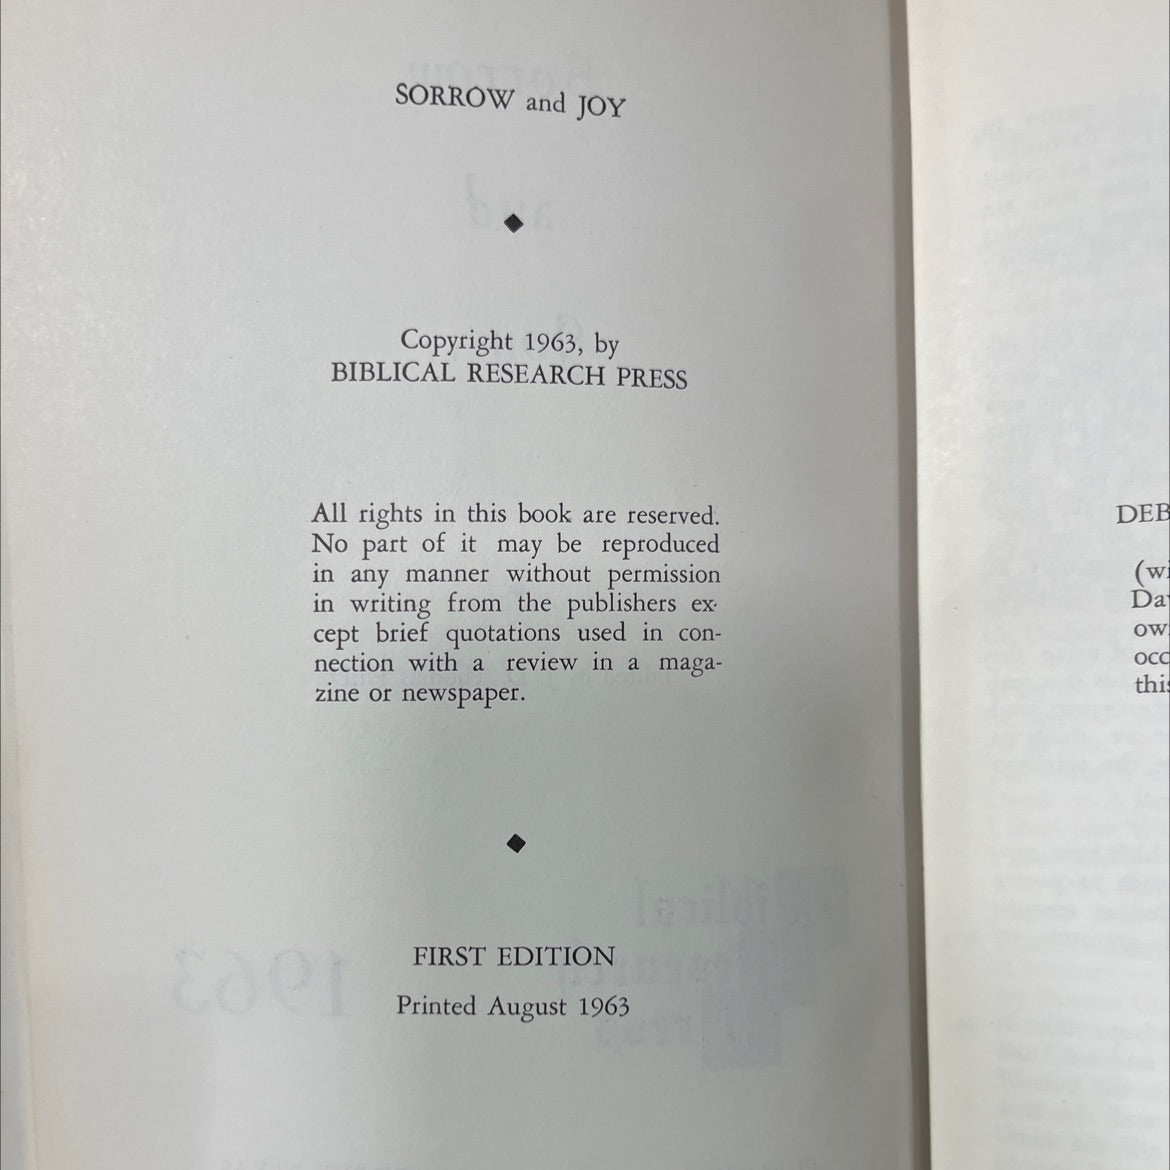 SORROW and JOY
Copyright 1963, by
BIBLICAL RESEARCH PRESS
All rights in this book are reserved.
No part of it may be reproduced
in any manner without permission
in writing from the publishers ex-
cept brief quotations used in con-
nection with a review in a maga-
zine or newspaper.
FIRST EDITION
Printed August 1963
1963
DEB
(wi
Da
ow
occ
this